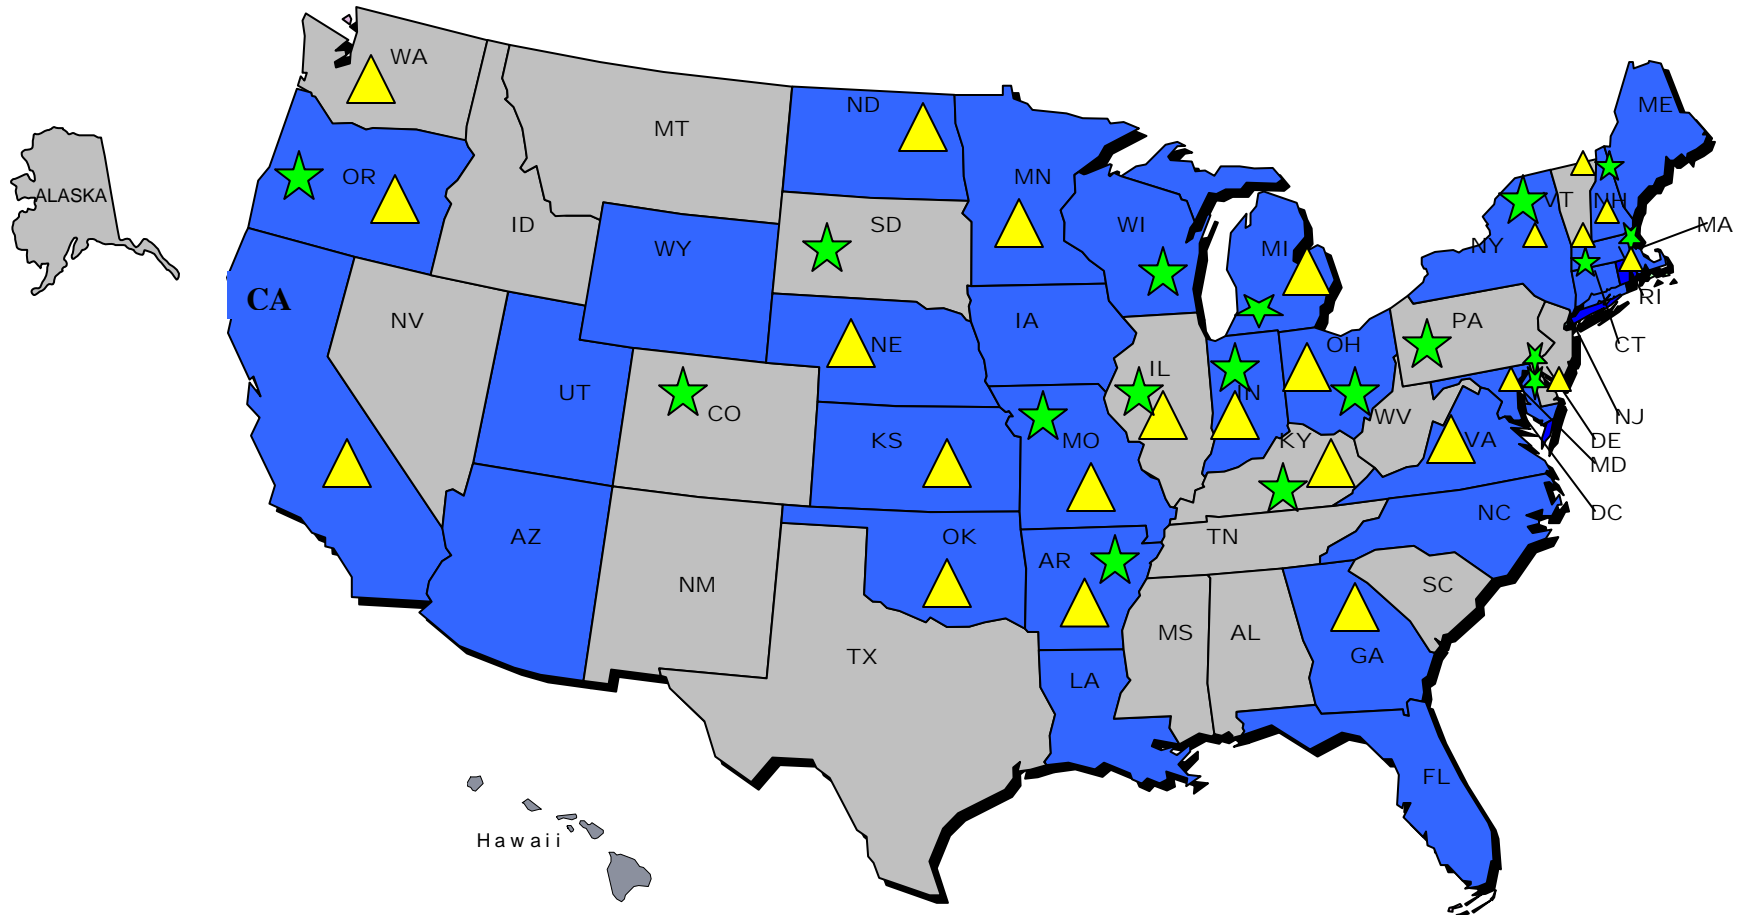 WA
ME
ND
MT
MN
OR
ALASKA
VT
NH
ID
SD
WI
MA
WY
NY
MI
CA
RI
NV
IA
PA
NE
OH
CT
IL
UT
IN
CO
WV
NJ
KS
MO
KY
VA
DE
MD
NC
DC
AZ
OK
TN
AR
NM
SC
MS
AL
TX
GA
LA
FL
Hawaii